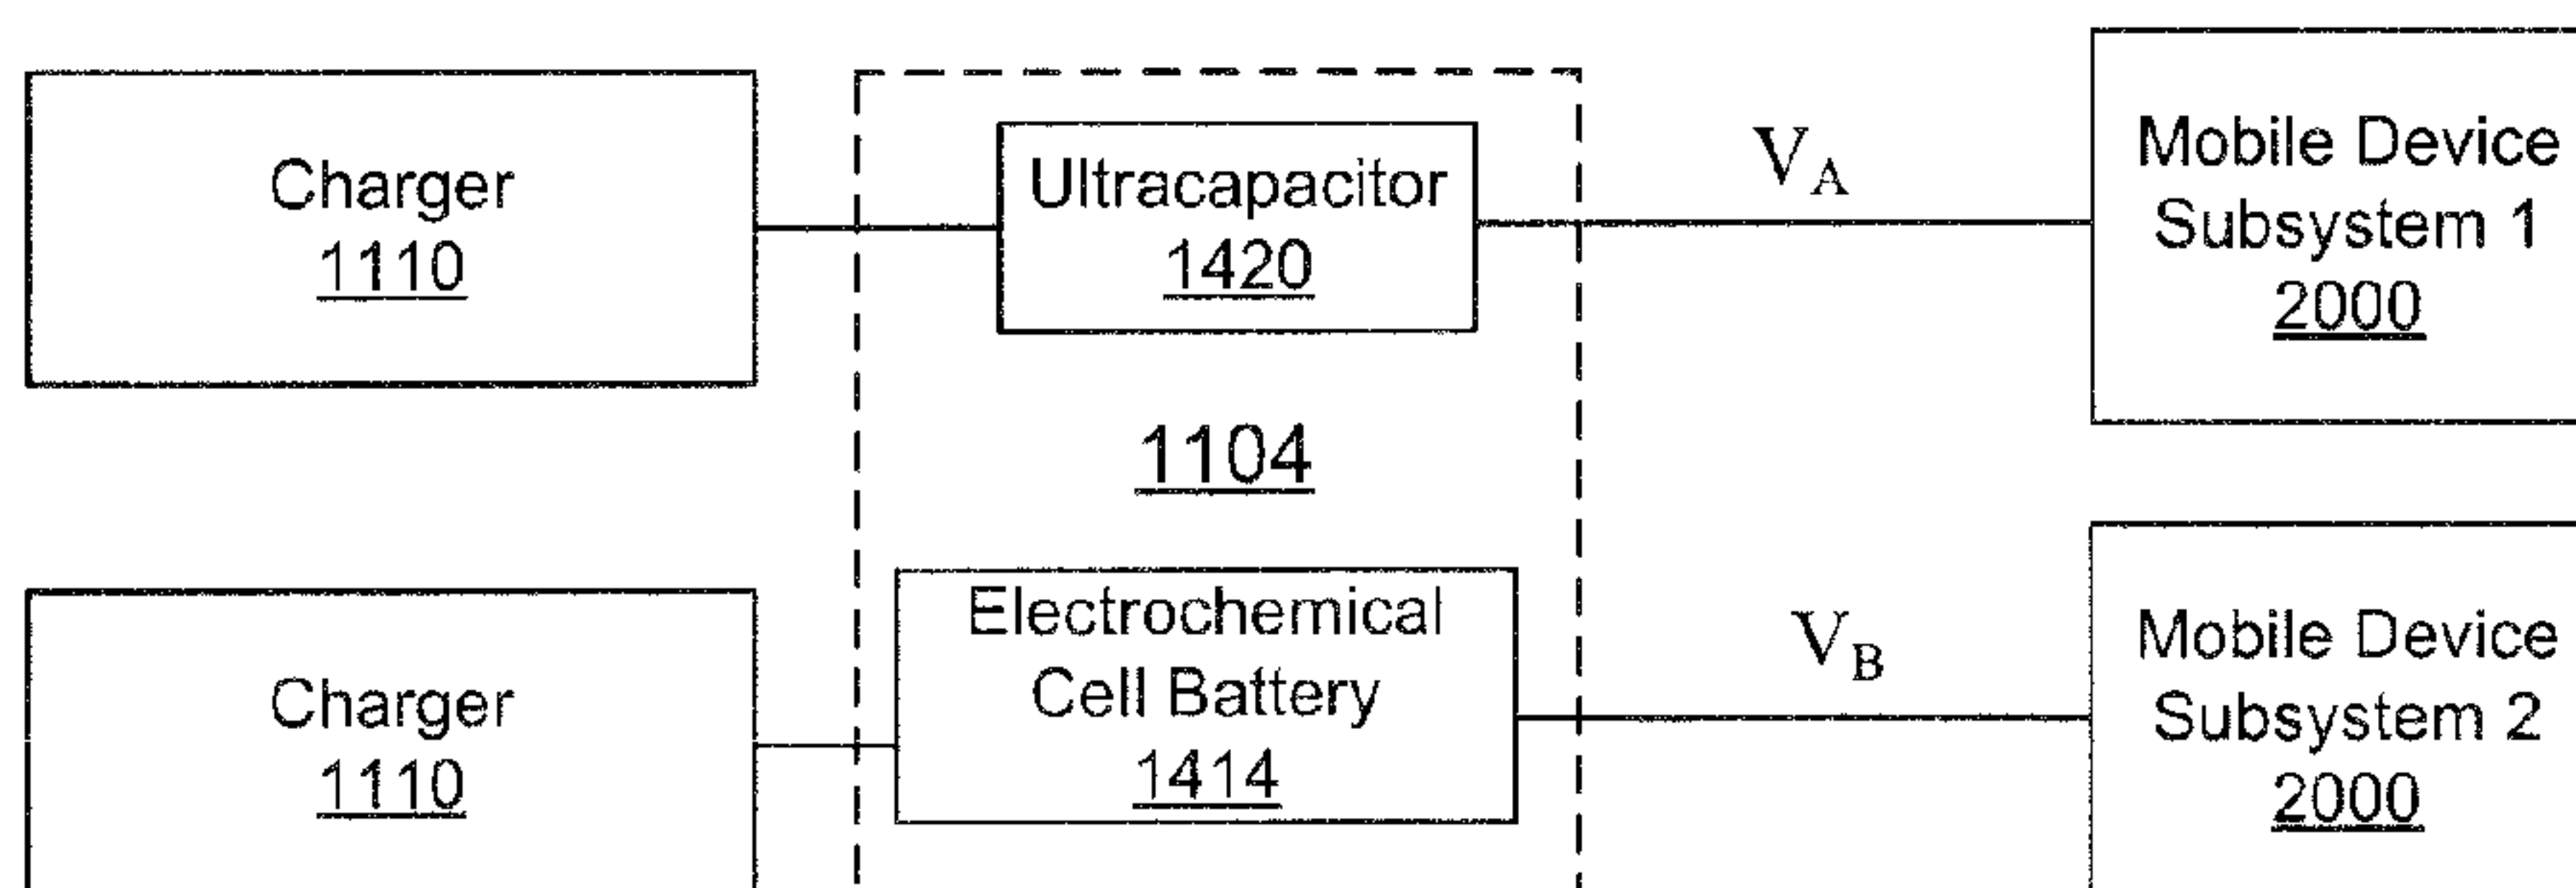 Charger
1110
Ultracapacitor
1420
V_A
Mobile Device
Subsystem 1
2000
1104
Charger
1110
Electrochemical
Cell Battery
1414
V_B
Mobile Device
Subsystem 2
2000